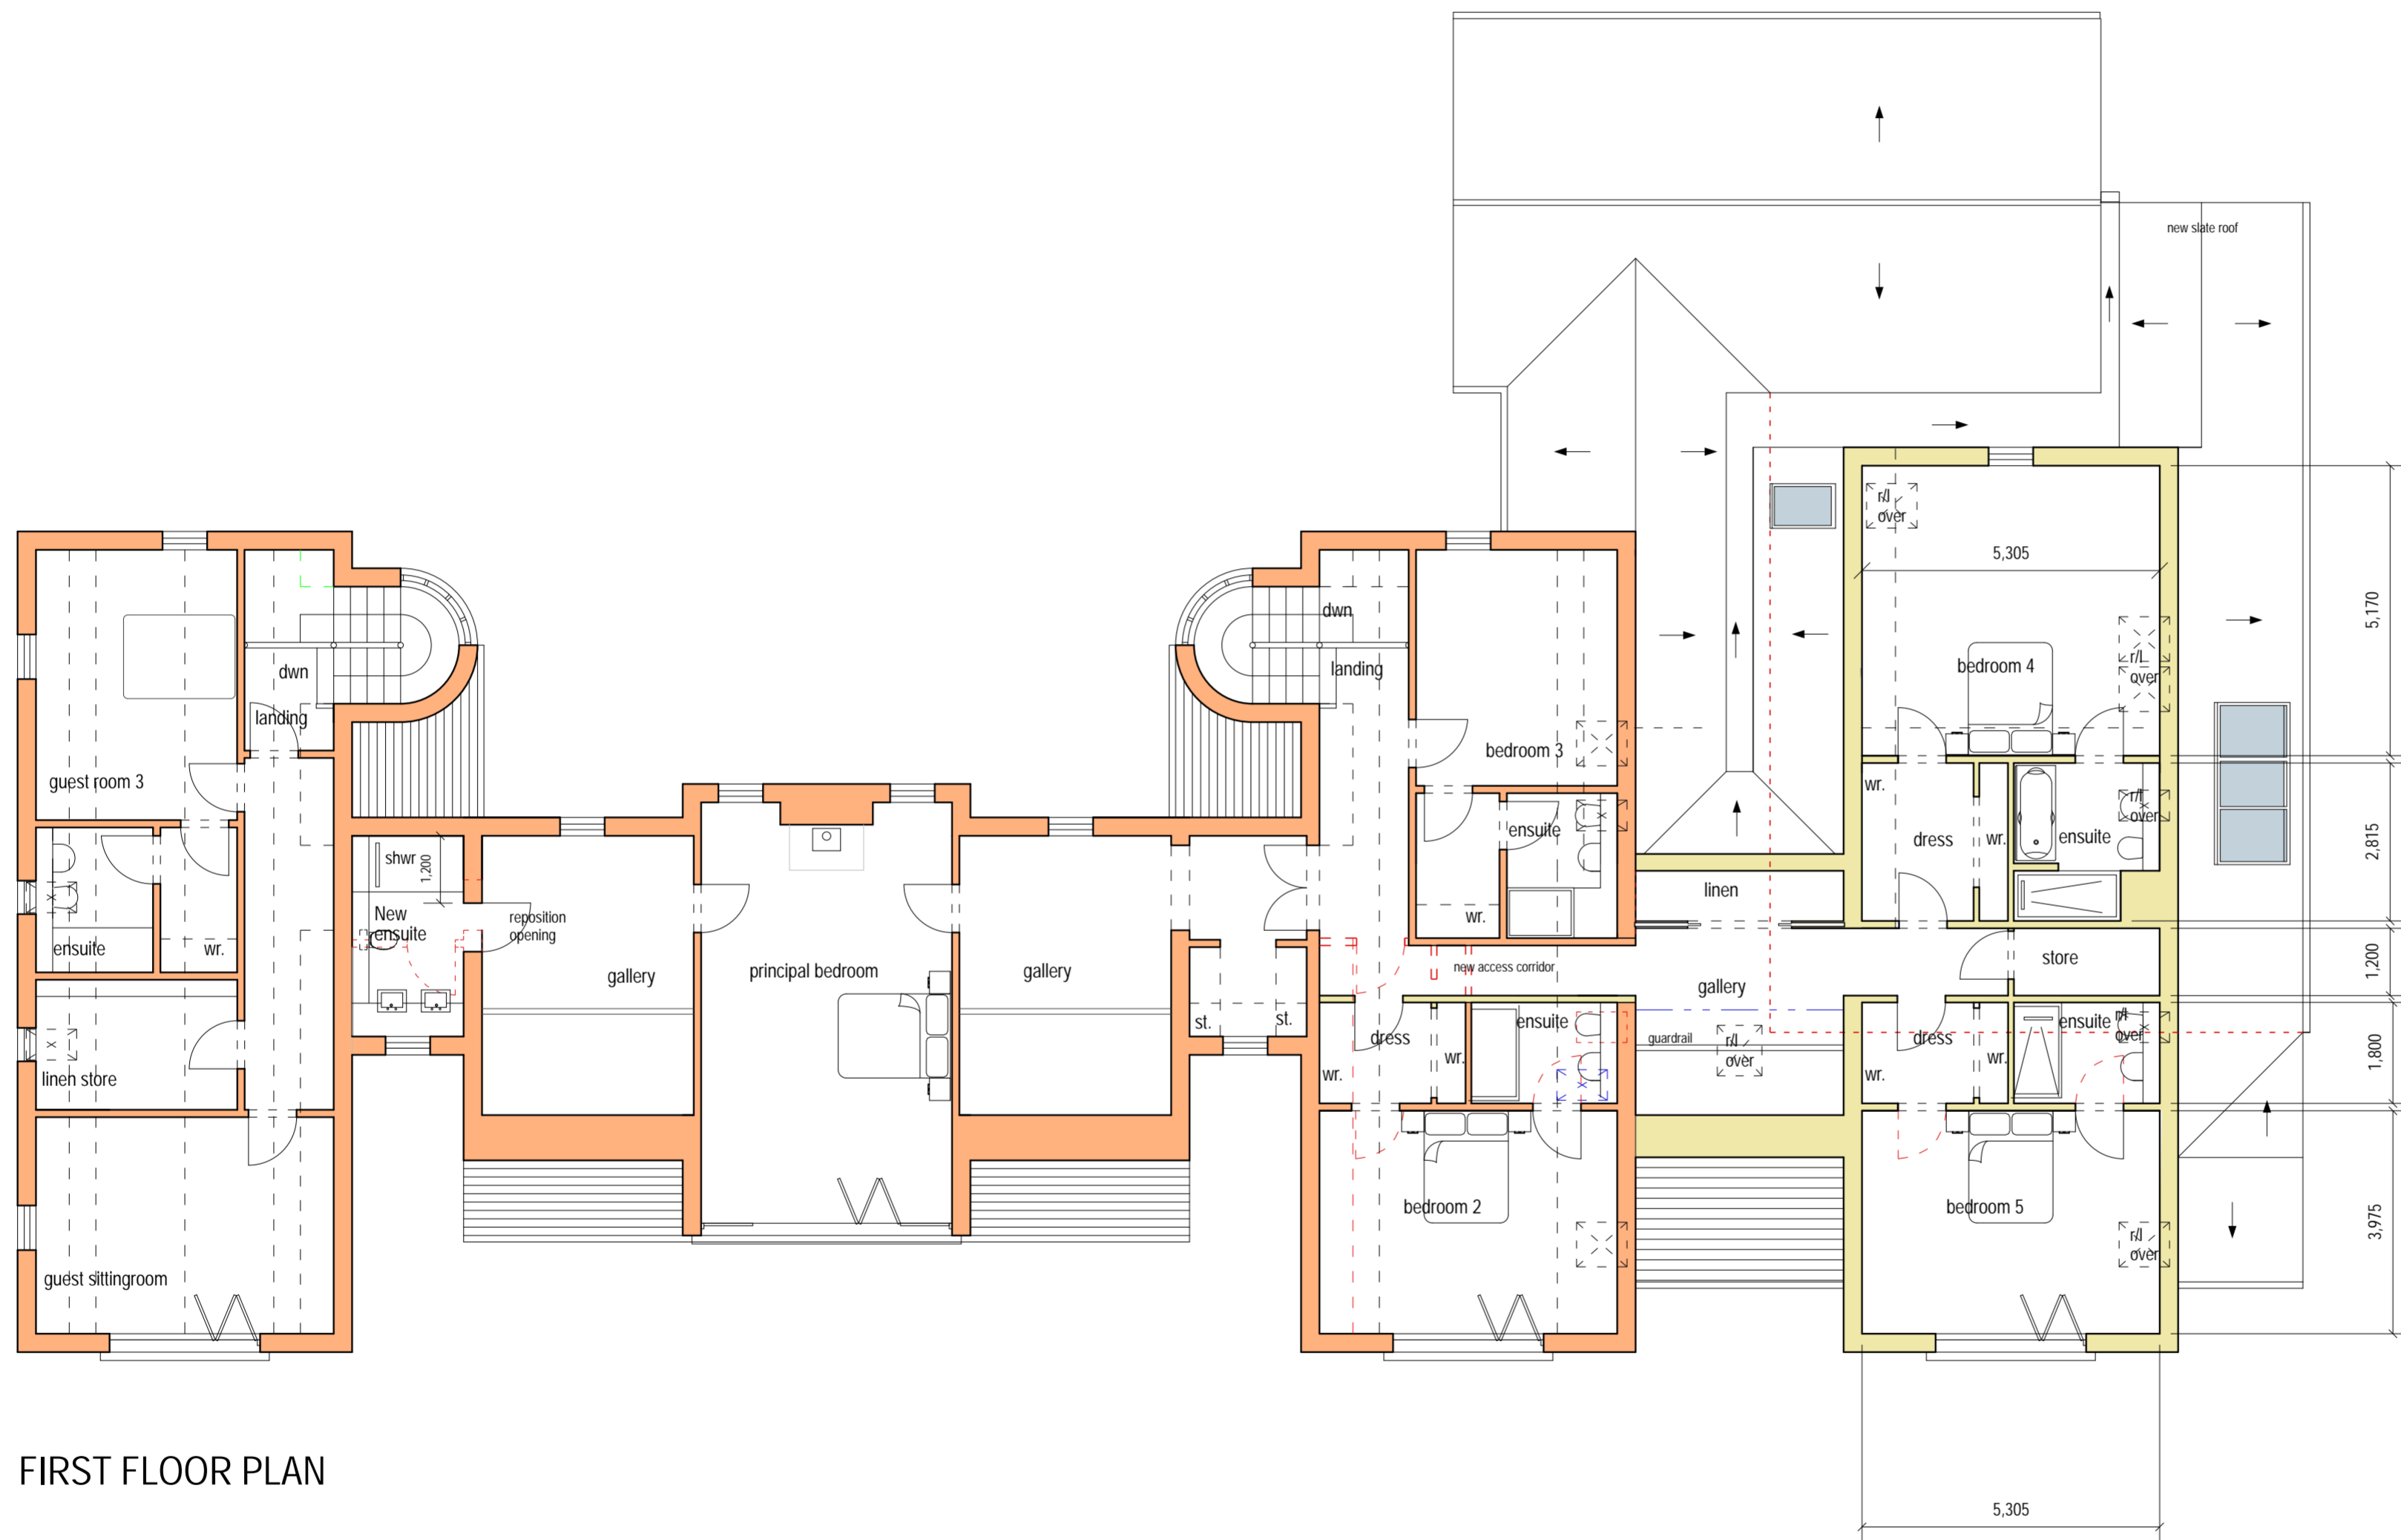 new slate roof
r/l
over
5,305
5,170
dwn
landing
bedroom 4
r/l
over
dwn
landing
bedroom 3
guest room 3
wr.
r/l
over
shwr
1,200
ensuite
dress
wr.
ensuite
2,815
New
ensuite
reposition
opening
wr.
linen
ensuite
wr.
gallery
principal bedroom
gallery
new access corridor
gallery
store
1,200
st.
st.
dress
ensuite
guardrail
r/l
over
dress
ensuite
r/l
over
linen store
wr.
wr.
wr.
wr.
1,800
bedroom 2
bedroom 5
r/l
over
3,975
guest sittingroom
FIRST FLOOR PLAN
5,305